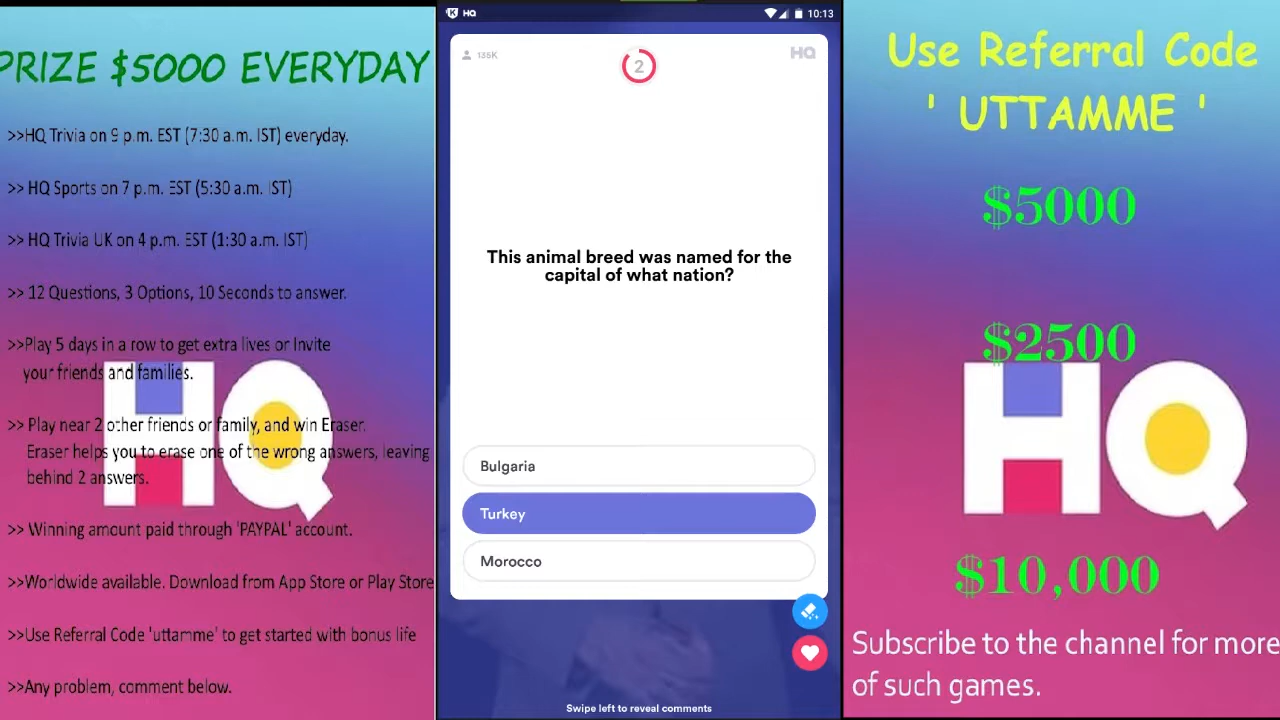 PRIZE $5000 EVERYDAY
>>HQ Trivia on 9 p.m. EST (7:30 a.m. IST) everyday.
>> HQ Sports on 7 p.m. EST (5:30 a.m. IST)
>> HQ Trivia UK on 4 p.m. EST (1:30 a.m. IST)
>> 12 Questions, 3 Options, 10 Seconds to answer.
>>Play 5 days in a row to get extra lives or Invite
your friends and families.
>> Play near 2 other friends or family, and win Eraser.
Eraser helps you to erase one of the wrong answers, leaving
behind 2 answers.
>> Winning amount paid through 'PAYPAL' account.
>>Worldwide available. Download from App Store or Play Store
>>Use Referral Code 'uttamme' to get started with bonus life
>>Any problem, comment below.
HQ
HQ
10:13
135K
2
HQ
This animal breed was named for the
capital of what nation?
Bulgaria
Turkey
Morocco
Swipe left to reveal comments
Use Referral Code
' UTTAMME '
$5000
$2500
HQ
$10,000
Subscribe to the channel for more
of such games.